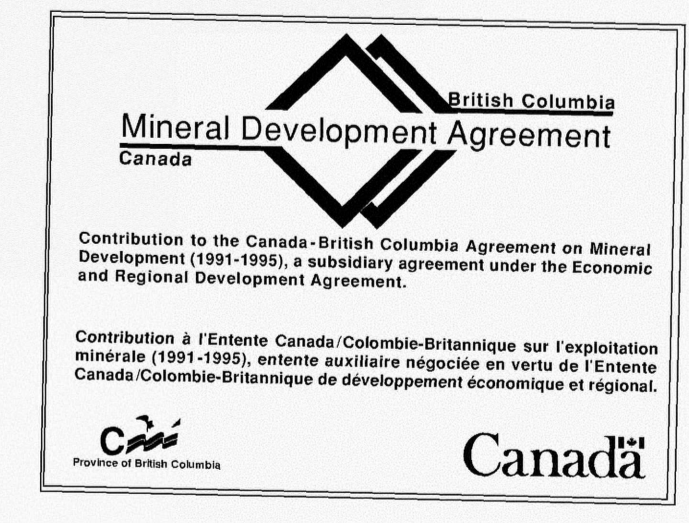 British Columbia
Mineral Development Agreement
Canada
Contribution to the Canada-British Columbia Agreement on Mineral
Development (1991-1995), a subsidiary agreement under the Economic
and Regional Development Agreement.
Contribution à l'Entente Canada/Colombie-Britannique sur l'exploitation
minérale (1991-1995), entente auxiliaire négociée en vertu de l'Entente
Canada/Colombie-Britannique de développement économique et régional.
Province of British Columbia
Canada